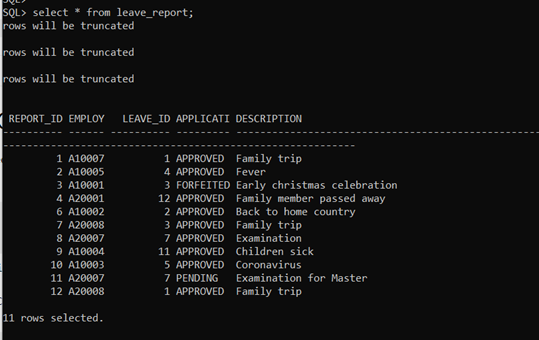 SQL>
SQL> select * from leave_report;
rows will be truncated
rows will be truncated
rows will be truncated
REPORT_ID EMPLOY LEAVE_ID APPLICATI DESCRIPTION
---------- ------ ---------- --------- --------------------------------------------------
----------------------------------------------------------
1 A10007 1 APPROVED Family trip
2 A10005 4 APPROVED Fever
3 A10001 3 FORFEITED Early christmas celebration
4 A20001 12 APPROVED Family member passed away
6 A10002 2 APPROVED Back to home country
7 A20008 3 APPROVED Family trip
8 A20007 7 APPROVED Examination
9 A10004 11 APPROVED Children sick
10 A10003 5 APPROVED Coronavirus
11 A20007 7 PENDING Examination for Master
12 A20008 1 APPROVED Family trip
11 rows selected.